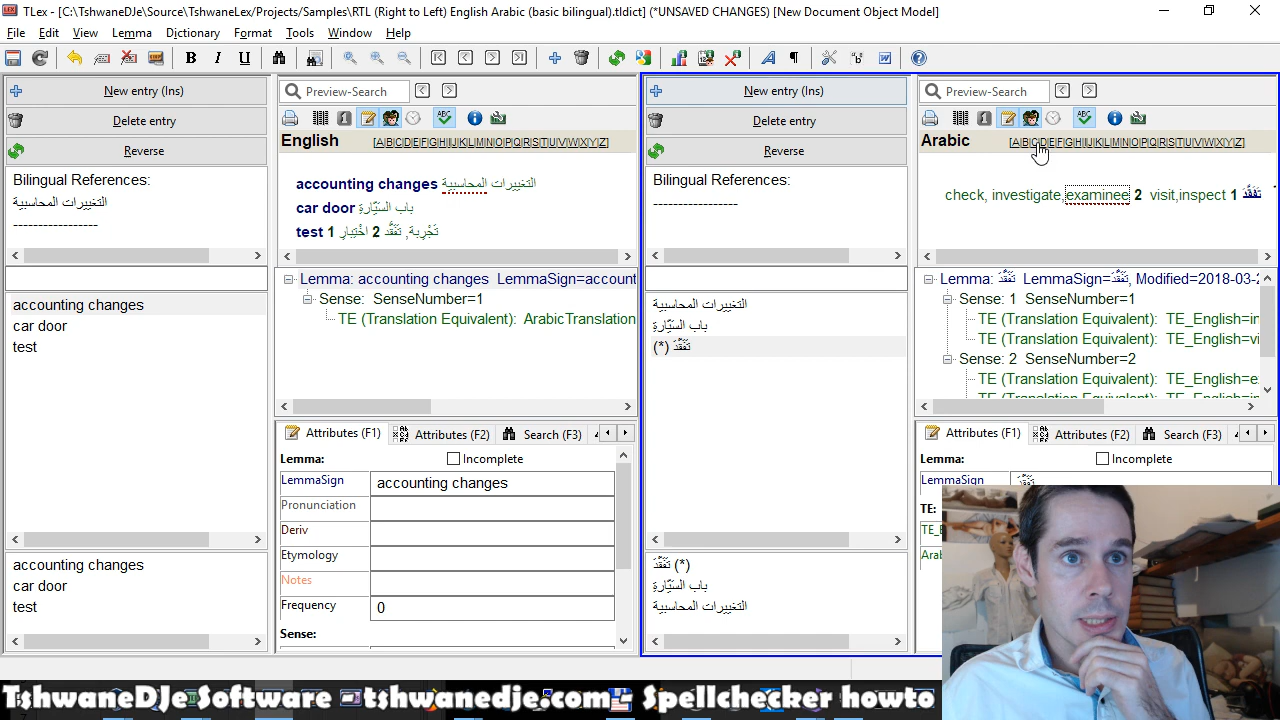 TLex - [C:\TshwaneDJe\Source\TshwaneLex/Projects/Samples\RTL (Right to Left) English Arabic (basic bilingual).tldict] (*UNSAVED CHANGES) [New Document Object Model]
File Edit View Lemma Dictionary Format Tools Window Help
New entry (Ins)
Delete entry
Reverse
Bilingual References:
التغييرات المحاسبية
-----------------
accounting changes
car door
test
accounting changes
car door
test
Preview-Search
English [A|B|C|D|E|F|G|H|I|J|K|L|M|N|O|P|Q|R|S|T|U|V|W|X|Y|Z]
accounting changes التغييرات المحاسبية
car door باب السَّيَّارةِ
test 1 اخْتِبارِ 2 تَجْرِبة, تَفَقَّد
Lemma: accounting changes LemmaSign=account
Sense: SenseNumber=1
TE (Translation Equivalent): ArabicTranslation
Attributes (F1) Attributes (F2) Search (F3)
Lemma: Incomplete
LemmaSign accounting changes
Pronunciation
Deriv
Etymology
Notes
Frequency 0
Sense:
New entry (Ins)
Delete entry
Reverse
Bilingual References:
-----------------
التغييرات المحاسبية
باب السَّيَّارةِ
تَفَقَّدَ (*)
تَفَقَّدَ (*)
باب السَّيَّارةِ
التغييرات المحاسبية
Preview-Search
Arabic [A|B|C|D|E|F|G|H|I|J|K|L|M|N|O|P|Q|R|S|T|U|V|W|X|Y|Z]
check, investigate,examinee 2 visit,inspect 1 تَفَقَّدَ
Lemma: تَفَقَّدَ LemmaSign=تَفَقَّدَ, Modified=2018-03-2
Sense: 1 SenseNumber=1
TE (Translation Equivalent): TE_English=in
TE (Translation Equivalent): TE_English=vi
Sense: 2 SenseNumber=2
TE (Translation Equivalent): TE_English=e
Attributes (F1) Attributes (F2) Search (F3)
Lemma: Incomplete
LemmaSign تَفَقَّدَ
TE:
TshwaneDJe Software tshwanedje.com Spellchecker howto